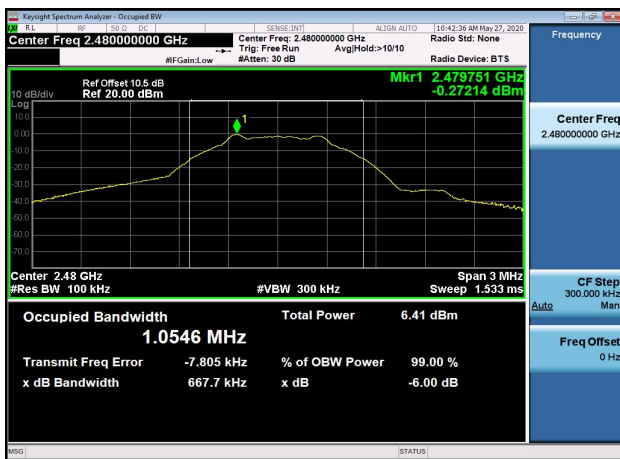 Keysight Spectrum Analyzer - Occupied BW
RL RF 50 Ω DC SENSE:INT ALIGN AUTO 10:42:36 AM May 27, 2020
Center Freq 2.480000000 GHz Center Freq: 2.480000000 GHz Radio Std: None Frequency
Trig: Free Run Avg|Hold:>10/10
#IFGain:Low #Atten: 30 dB Radio Device: BTS
Mkr1 2.479751 GHz
Ref Offset 10.5 dB
10 dB/div Ref 20.00 dBm -0.27214 dBm
Log
10.0
0.00
-10.0
-20.0
-30.0
-40.0
-50.0
-60.0
-70.0
1
Center Freq
2.480000000 GHz
Center 2.48 GHz Span 3 MHz
#Res BW 100 kHz #VBW 300 kHz Sweep 1.533 ms
CF Step
300.000 kHz
Auto Man
Occupied Bandwidth Total Power 6.41 dBm
1.0546 MHz
Freq Offset
0 Hz
Transmit Freq Error -7.805 kHz % of OBW Power 99.00 %
x dB Bandwidth 667.7 kHz x dB -6.00 dB
MSG STATUS